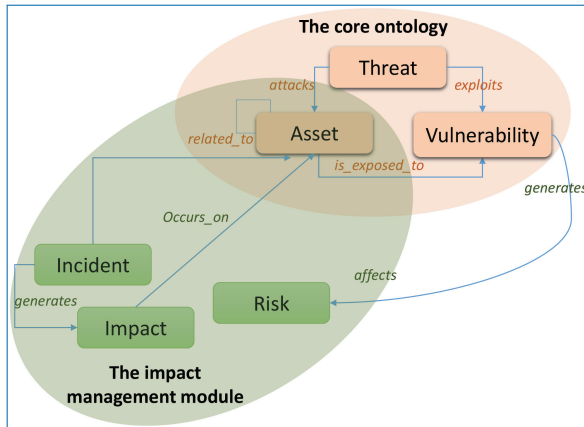 The core ontology
Threat
attacks
exploits
Asset
Vulnerability
related_to
is_exposed_to
generates
Occurs_on
Incident
affects
generates
Risk
Impact
The impact
management module